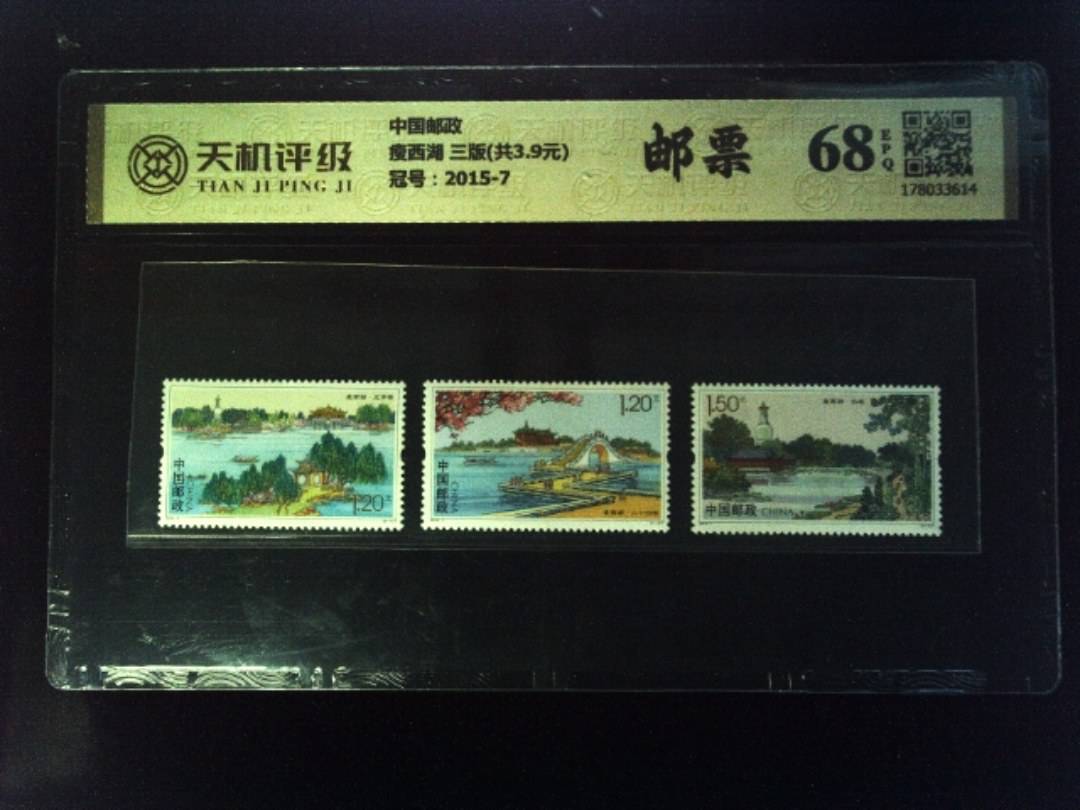 天机评级
TIAN JI PING JI
中国邮政
瘦西湖 三版(共3.9元)
冠号：2015-7
邮票
68
EPQ
178033614
中国邮政
CHINA
1.20元
1.20元
中国邮政
CHINA
1.50元
中国邮政 CHINA